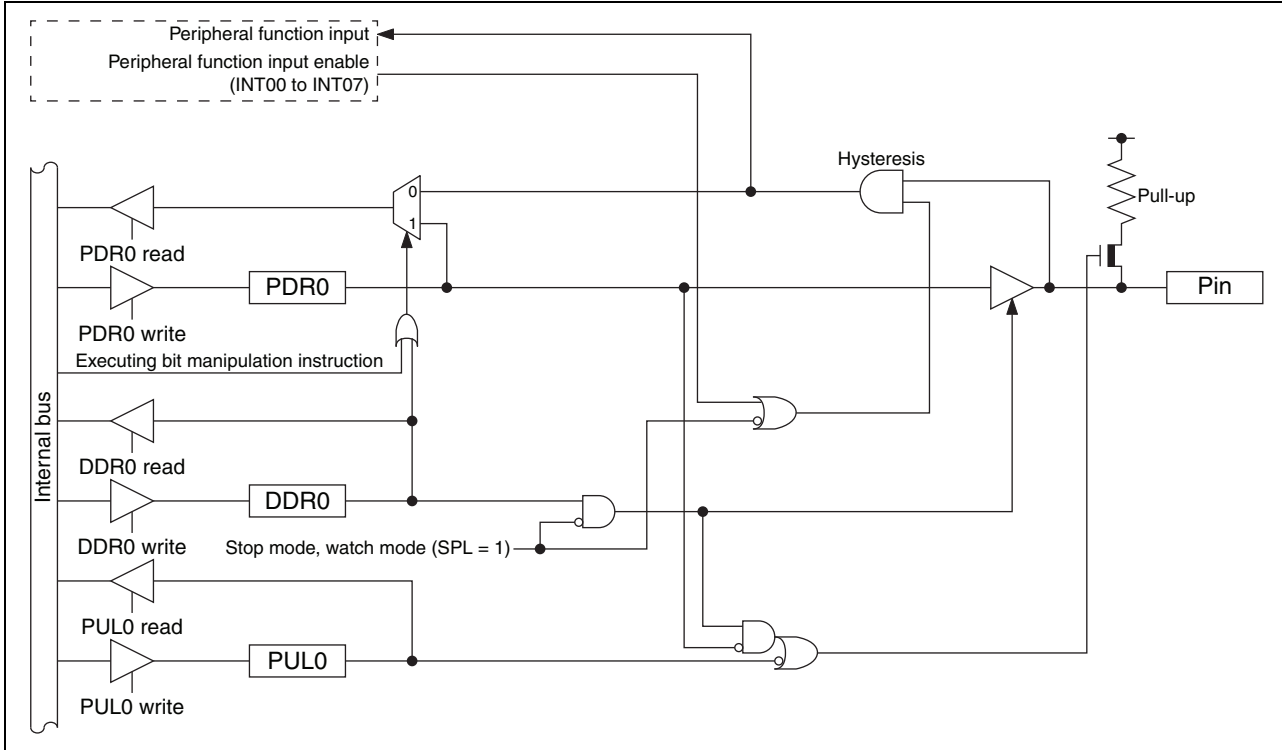 Peripheral function input
Peripheral function input enable
(INT00 to INT07)
Hysteresis
0
Pull-up
1
PDR0 read
PDR0
Pin
PDR0 write
Executing bit manipulation instruction
Internal bus
DDR0 read
DDR0
DDR0 write
Stop mode, watch mode (SPL = 1)
PUL0 read
PUL0
PUL0 write